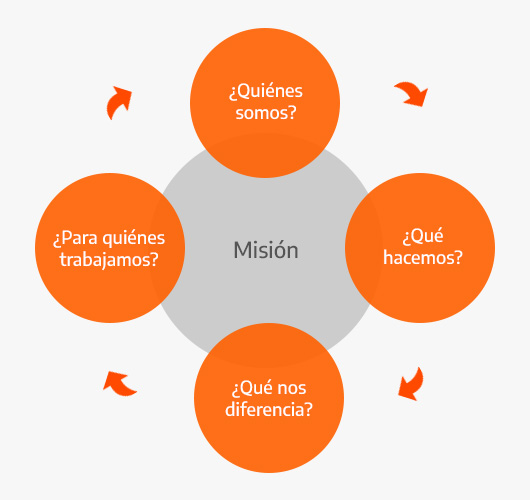 ¿Quiénes
somos?
¿Para quiénes
trabajamos?
Misión
¿Qué
hacemos?
¿Qué nos
diferencia?